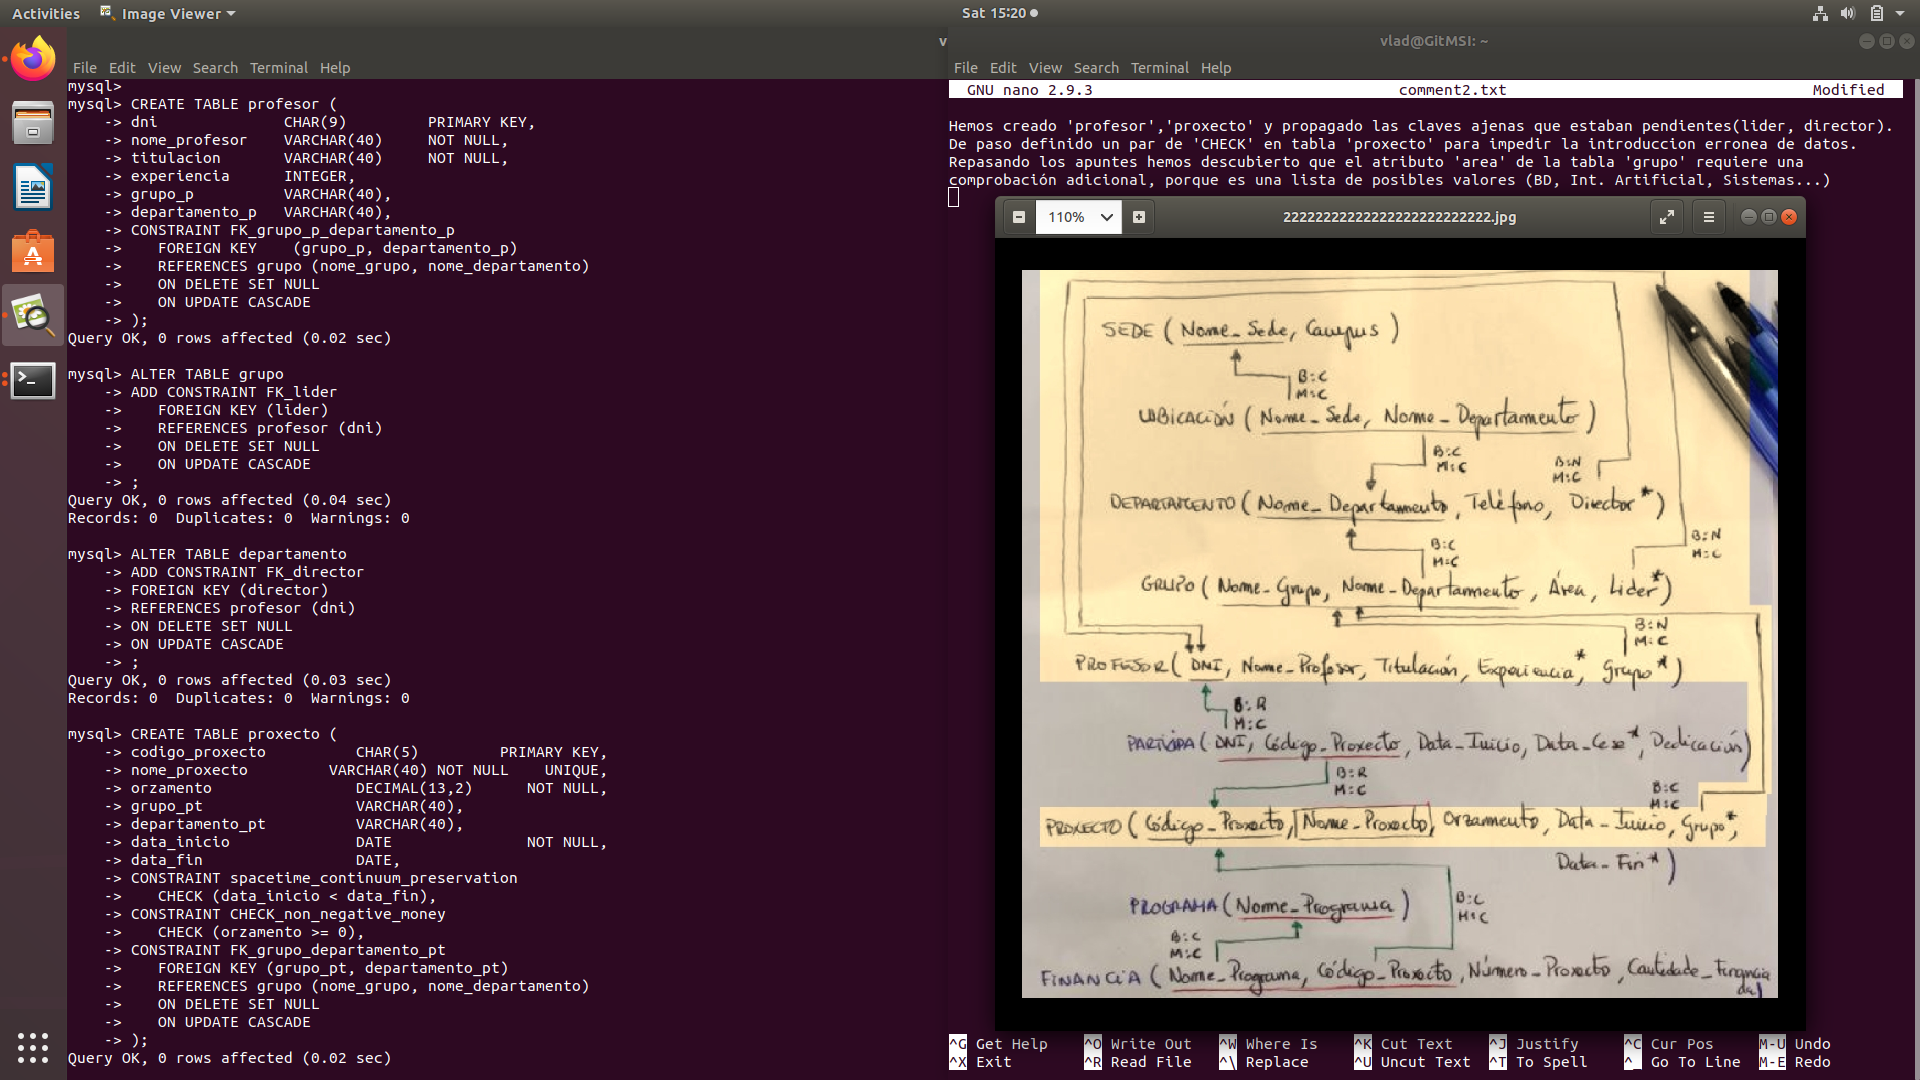 Activities Image Viewer Sat 15:20
File Edit View Search Terminal Help
mysql>
mysql> CREATE TABLE profesor (
-> dni CHAR(9) PRIMARY KEY,
-> nome_profesor VARCHAR(40) NOT NULL,
-> titulacion VARCHAR(40) NOT NULL,
-> experiencia INTEGER,
-> grupo_p VARCHAR(40),
-> departamento_p VARCHAR(40),
-> CONSTRAINT FK_grupo_p_departamento_p
-> FOREIGN KEY (grupo_p, departamento_p)
-> REFERENCES grupo (nome_grupo, nome_departamento)
-> ON DELETE SET NULL
-> ON UPDATE CASCADE
-> );
Query OK, 0 rows affected (0.02 sec)
mysql> ALTER TABLE grupo
-> ADD CONSTRAINT FK_lider
-> FOREIGN KEY (lider)
-> REFERENCES profesor (dni)
-> ON DELETE SET NULL
-> ON UPDATE CASCADE
-> ;
Query OK, 0 rows affected (0.04 sec)
Records: 0 Duplicates: 0 Warnings: 0
mysql> ALTER TABLE departamento
-> ADD CONSTRAINT FK_director
-> FOREIGN KEY (director)
-> REFERENCES profesor (dni)
-> ON DELETE SET NULL
-> ON UPDATE CASCADE
-> ;
Query OK, 0 rows affected (0.03 sec)
Records: 0 Duplicates: 0 Warnings: 0
mysql> CREATE TABLE proxecto (
-> codigo_proxecto CHAR(5) PRIMARY KEY,
-> nome_proxecto VARCHAR(40) NOT NULL UNIQUE,
-> orzamento DECIMAL(13,2) NOT NULL,
-> grupo_pt VARCHAR(40),
-> departamento_pt VARCHAR(40),
-> data_inicio DATE NOT NULL,
-> data_fin DATE,
-> CONSTRAINT spacetime_continuum_preservation
-> CHECK (data_inicio < data_fin),
-> CONSTRAINT CHECK_non_negative_money
-> CHECK (orzamento >= 0),
-> CONSTRAINT FK_grupo_departamento_pt
-> FOREIGN KEY (grupo_pt, departamento_pt)
-> REFERENCES grupo (nome_grupo, nome_departamento)
-> ON DELETE SET NULL
-> ON UPDATE CASCADE
-> );
Query OK, 0 rows affected (0.02 sec)
v
vlad@GitMSI: ~
File Edit View Search Terminal Help
GNU nano 2.9.3 comment2.txt Modified
Hemos creado 'profesor','proxecto' y propagado las claves ajenas que estaban pendientes(lider, director).
De paso definido un par de 'CHECK' en tabla 'proxecto' para impedir la introduccion erronea de datos.
Repasando los apuntes hemos descubierto que el atributo 'area' de la tabla 'grupo' requiere una
comprobación adicional, porque es una lista de posibles valores (BD, Int. Artificial, Sistemas...)
110%
SEDE (Nome_Sede, Campus)
B:C
M:C
UBICACIÓN (Nome_Sede, Nome_Departamento)
B:C
M:C
B:N
M:C
DEPARTAMENTO (Nome_Departamento, Teléfono, Director*)
B:C
M:C
B:N
M:C
GRUPO (Nome_Grupo, Nome_Departamento, Área, Lider*)
B:N
M:C
PROFESOR (DNI, Nome_Profesor, Titulación, Experiencia*, Grupo*)
B:R
M:C
PARTICIPA (DNI, Código_Proxecto, Data_Inicio, Data_Cese*, Dedicación)
B:R
M:C
B:C
M:C
PROXECTO (Código_Proxecto, Nome_Proxecto, Orzamento, Data_Inicio, Grupo*,
Data_Fin*)
PROGRAMA (Nome_Programa)
B:C
M:C
B:C
M:C
FINANCIA (Nome_Programa, Código_Proxecto, Número_Proxecto, Cantidade_Financia
da)
^G Get Help ^O Write Out ^W Where Is ^K Cut Text ^J Justify ^C Cur Pos M-U Undo
^X Exit ^R Read File ^\ Replace ^U Uncut Text ^T To Spell ^_ Go To Line M-E Redo